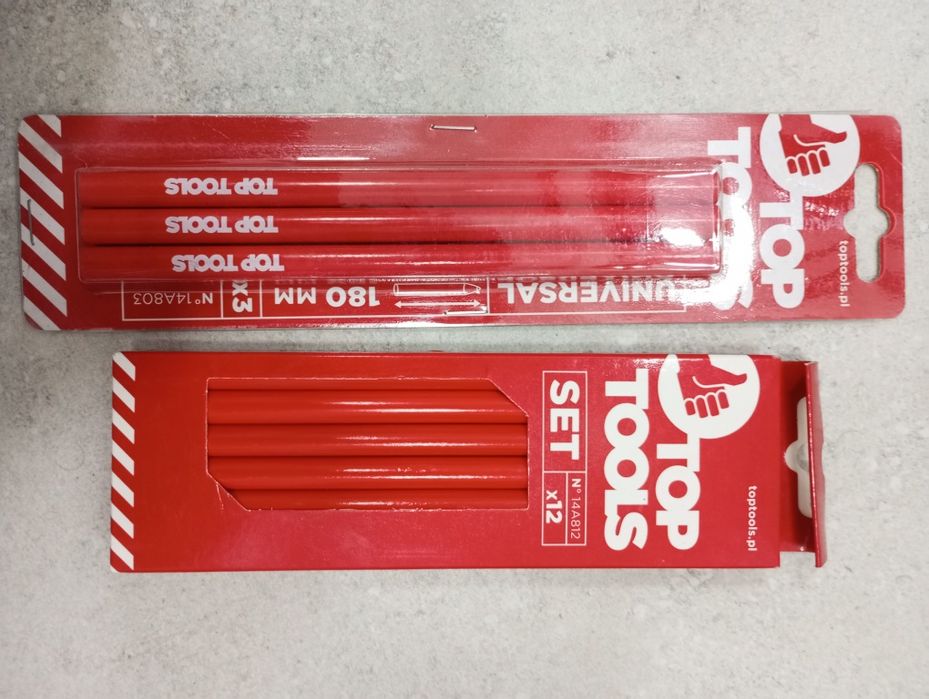 TOP
TOOLS
toptools.pl
TOP TOOLS
TOP TOOLS
TOP TOOLS
UNIVERSAL
180 MM
x3
N° 14A803
TOP
TOOLS
toptools.pl
SET
N° 14A812
x12